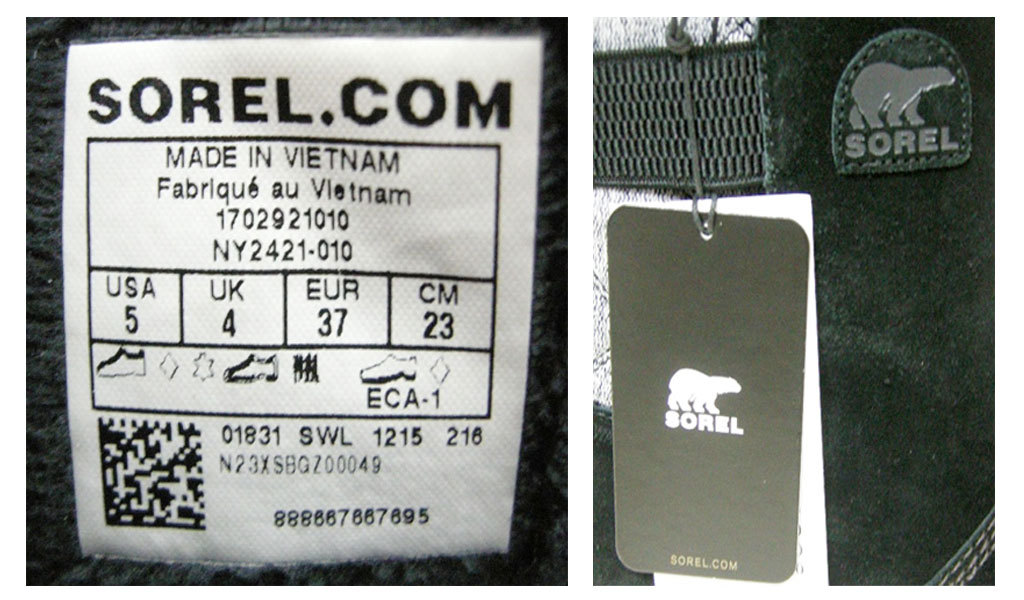 SOREL.COM
MADE IN VIETNAM
Fabriqué au Vietnam
1702921010
NY2421-010
USA UK EUR CM
5 4 37 23
ECA-1
01831 SWL 1215 216
N23XSBGZ00049
888667667695
SOREL
SOREL
SOREL.COM